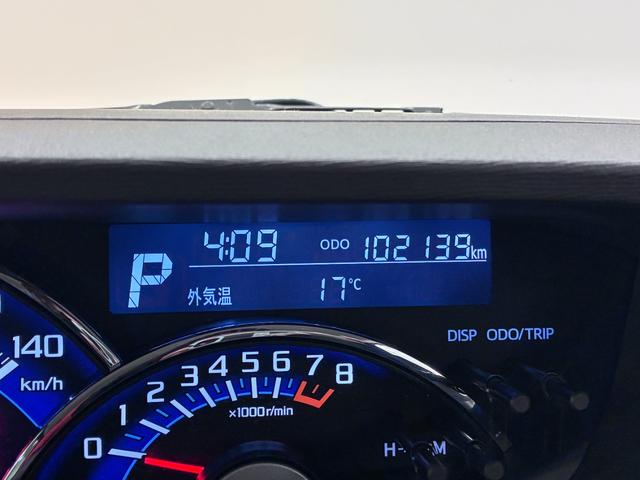 P
4:09 ODO 102139km
外気温 17℃
DISP ODO/TRIP
140
km/h
0 1 2 3 4 5 6 7 8
×1000r/min